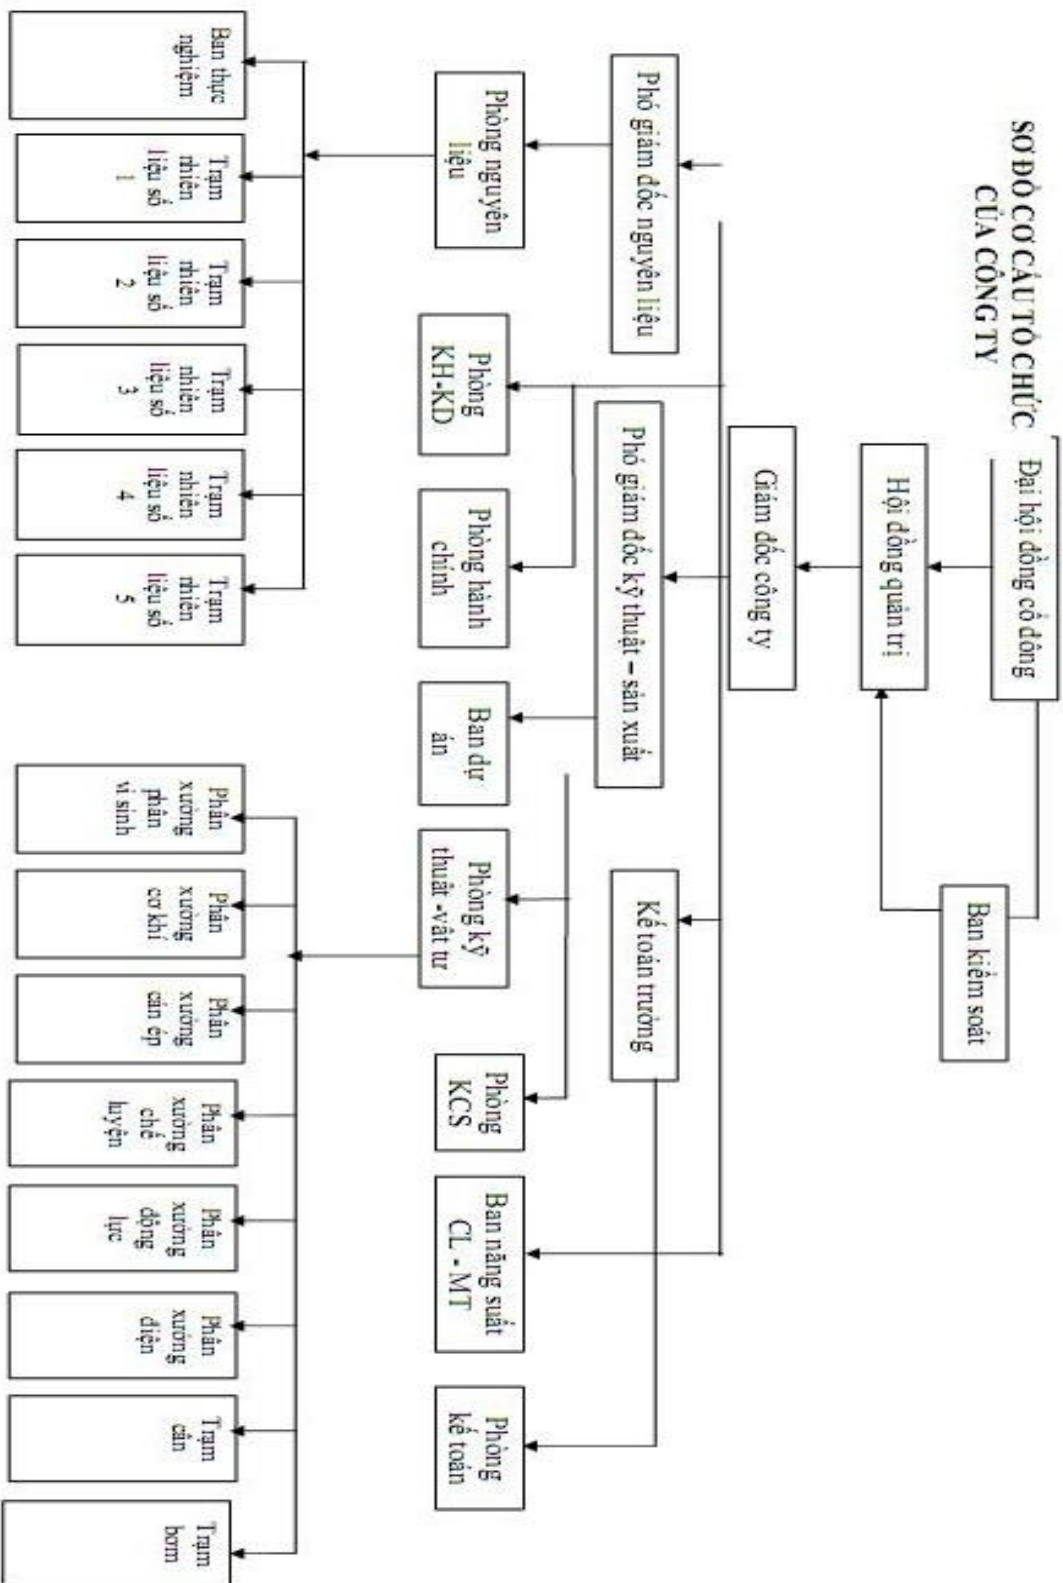 SƠ ĐỒ CƠ CẤU TỔ CHỨC
CỦA CÔNG TY
Đại hội đồng cổ đông
Ban kiểm soát
Hội đồng quản trị
Giám đốc công ty
Phó giám đốc nguyên liệu
Phó giám đốc kỹ thuật – sản xuất
Kế toán trưởng
Phòng nguyên
liệu
Phòng
KH-KD
Phòng hành
chính
Ban dự
án
Phòng kỹ
thuât -vât tư
Phòng
KCS
Ban năng suất
CL - MT
Phòng
kế toán
Ban thực
nghiệm
Trạm
nhiên
liệu số
1
Trạm
nhiên
liệu số
2
Trạm
nhiên
liệu số
3
Trạm
nhiên
liệu số
4
Trạm
nhiên
liệu số
5
Phân
xưởng
phân
vi sinh
Phân
xưởng
cơ khí
Phân
xưởng
cán ép
Phân
xưởng
chế
luyện
Phân
xưởng
động
lực
Phân
xưởng
điện
Trạm
cân
Trạm
bơm